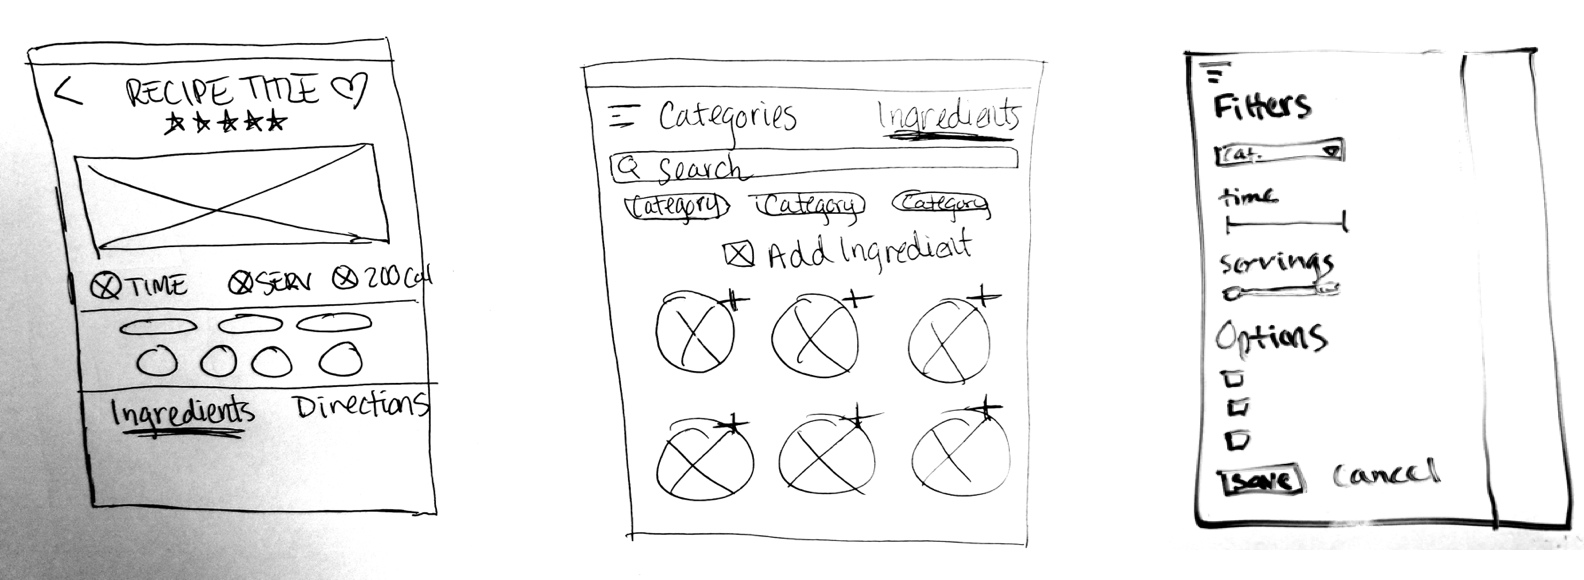 RECIPE TITLE
TIME SERV 200 Cal
Ingredients Directions
Categories Ingredients
Search
Category Category Category
Add Ingredient
Filters
Cat.
time
servings
Options
Save Cancel